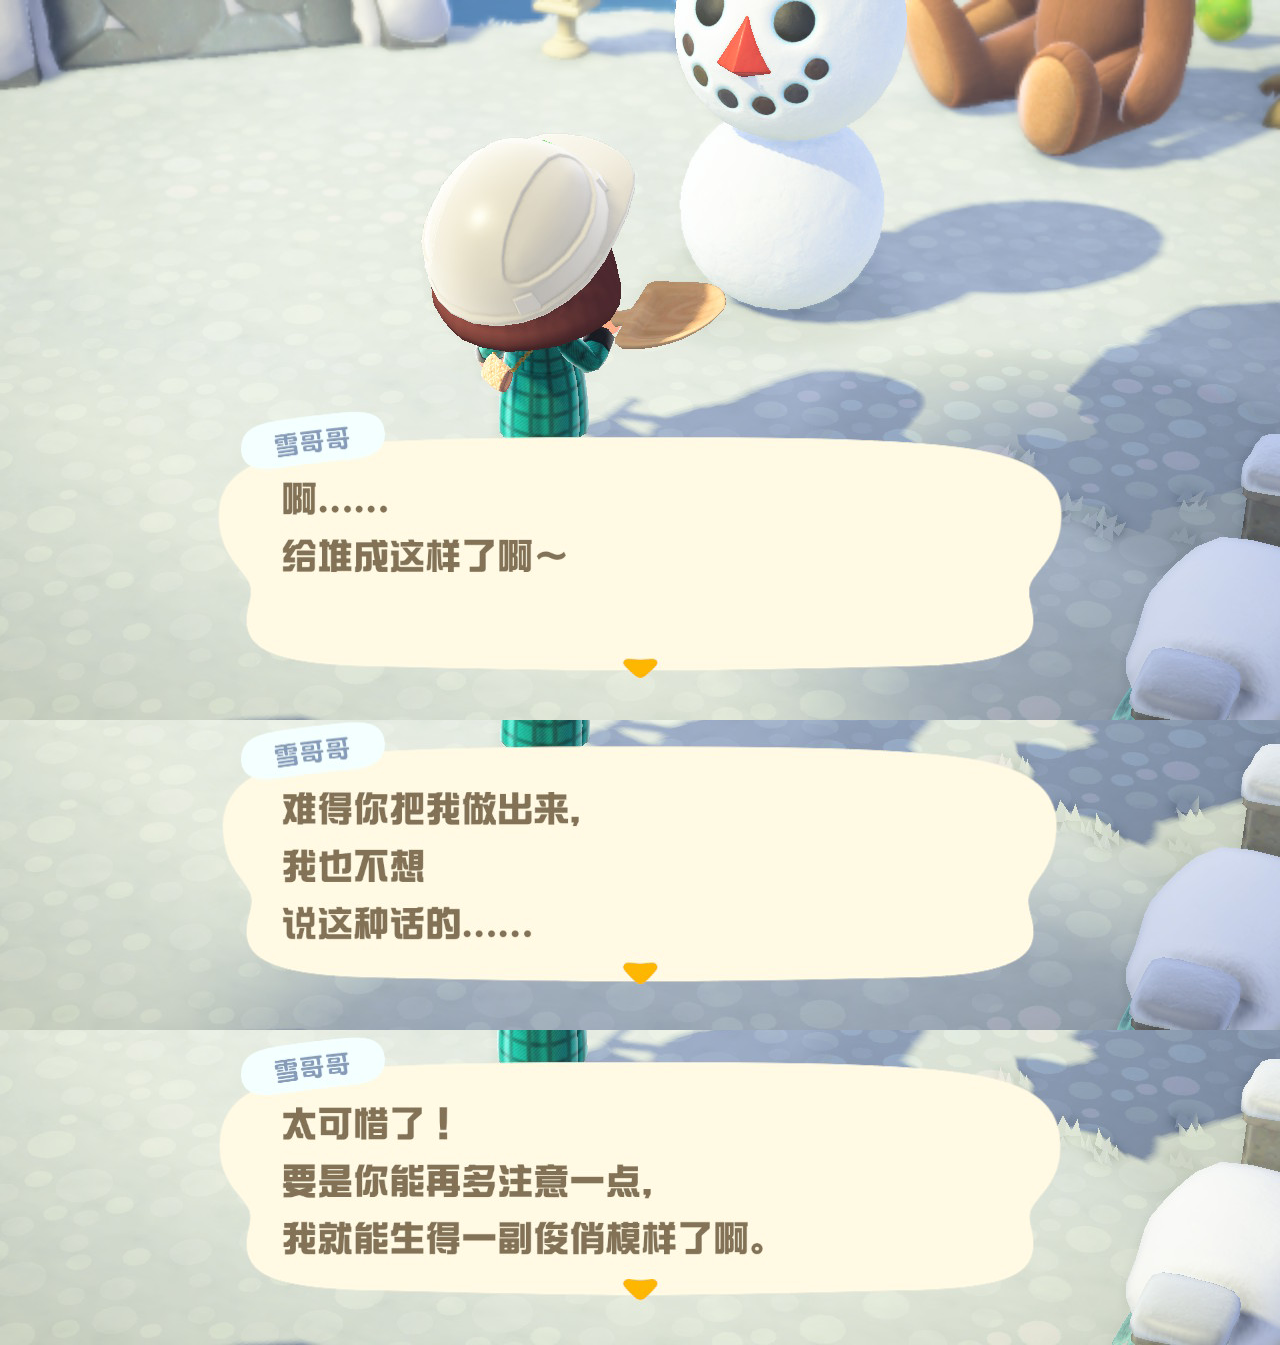 雪哥哥
啊……
给堆成这样了啊～
雪哥哥
难得你把我做出来，
我也不想
说这种话的……
雪哥哥
太可惜了！
要是你能再多注意一点，
我就能生得一副俊俏模样了啊。